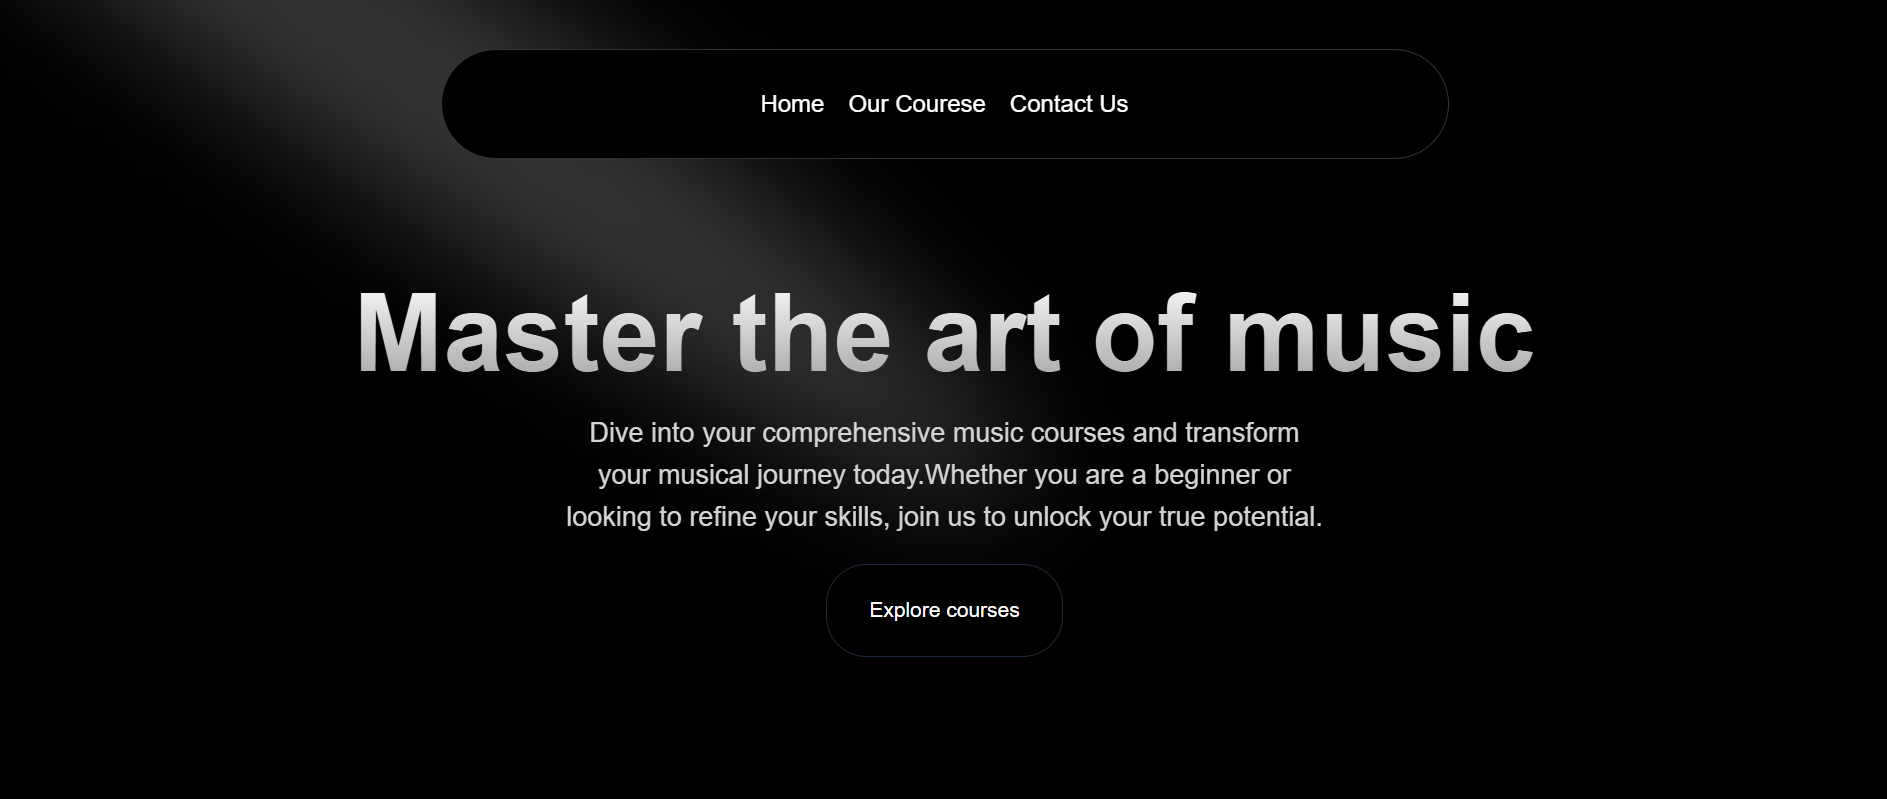 Home Our Courese Contact Us
Master the art of music
Dive into your comprehensive music courses and transform
your musical journey today.Whether you are a beginner or
looking to refine your skills, join us to unlock your true potential.
Explore courses